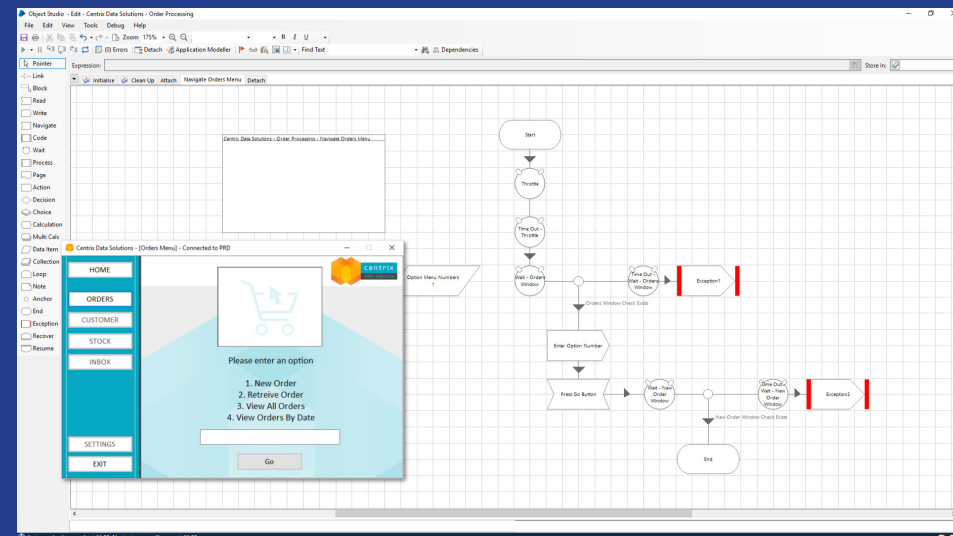 Object Studio - Edit - Centrix Data Solutions - Order Processing
File Edit View Tools Debug Help
Zoom 175%
B I U
(0) Errors Detach Application Modeller Find Text Dependencies
Pointer
Link
Block
Read
Write
Navigate
Code
Wait
Process
Page
Action
Decision
Choice
Calculation
Multi Calc
Data Item
Collection
Loop
Note
Anchor
End
Exception
Recover
Resume
Expression: Store In:
Initialise Clean Up Attach Navigate Orders Menu Detach
Centrix Data Solutions - Order Processing - Navigate Orders Menu
Start
Throttle
Time Out -
Throttle
Option Menu Numbers
1
Wait - Orders
Window
Time Out -
Wait - Orders
Window
Exception1
Orders Window Check Exists
Enter Option Number
Press Go Button
Wait - New
Order
Window
Time Out -
Wait - New
Order
Window
Exception2
New Order Window Check Exists
End
Centrix Data Solutions - [Orders Menu] - Connected to PRD
HOME
ORDERS
CUSTOMER
STOCK
INBOX
SETTINGS
EXIT
centrix
Please enter an option
1. New Order
2. Retreive Order
3. View All Orders
4. View Orders By Date
Go